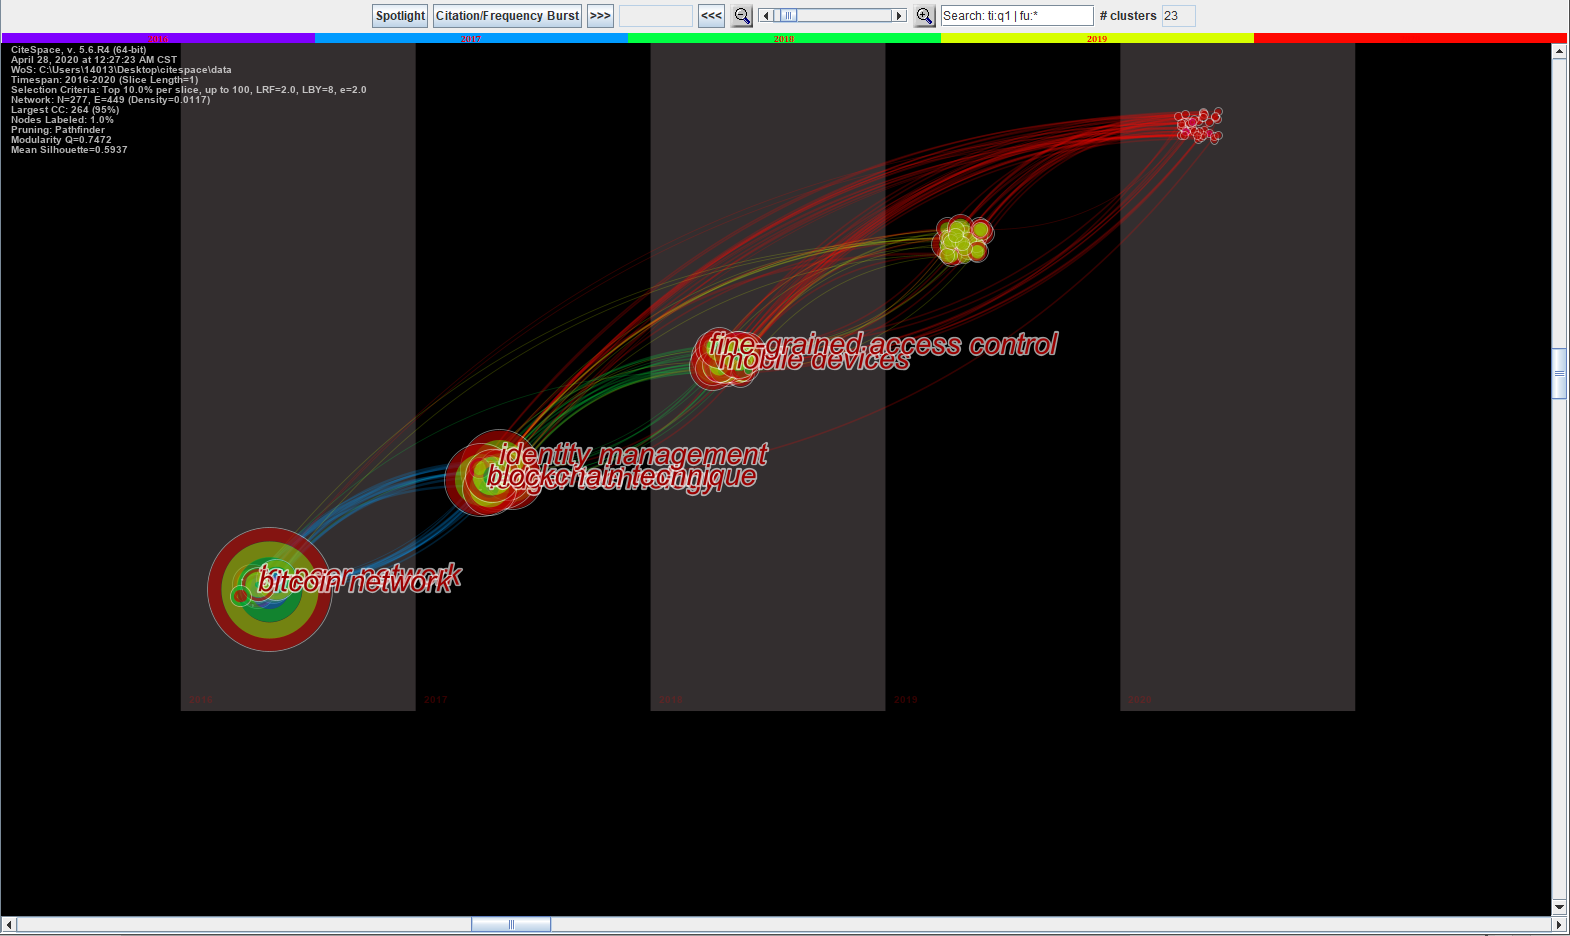 Spotlight Citation/Frequency Burst >>> <<< Search: ti:q1 | fu:* # clusters 23
2016 2017 2018 2019
CiteSpace, v. 5.6.R4 (64-bit)
April 28, 2020 at 12:27:23 AM CST
WoS: C:\Users\14013\Desktop\citespace\data
Timespan: 2016-2020 (Slice Length=1)
Selection Criteria: Top 10.0% per slice, up to 100, LRF=2.0, LBY=8, e=2.0
Network: N=277, E=449 (Density=0.0117)
Largest CC: 264 (95%)
Nodes Labeled: 1.0%
Pruning: Pathfinder
Modularity Q=0.7472
Mean Silhouette=0.5937
fine-grained access control
mobile devices
identity management
blockchain technique
bitcoin network
2016 2017 2018 2019 2020